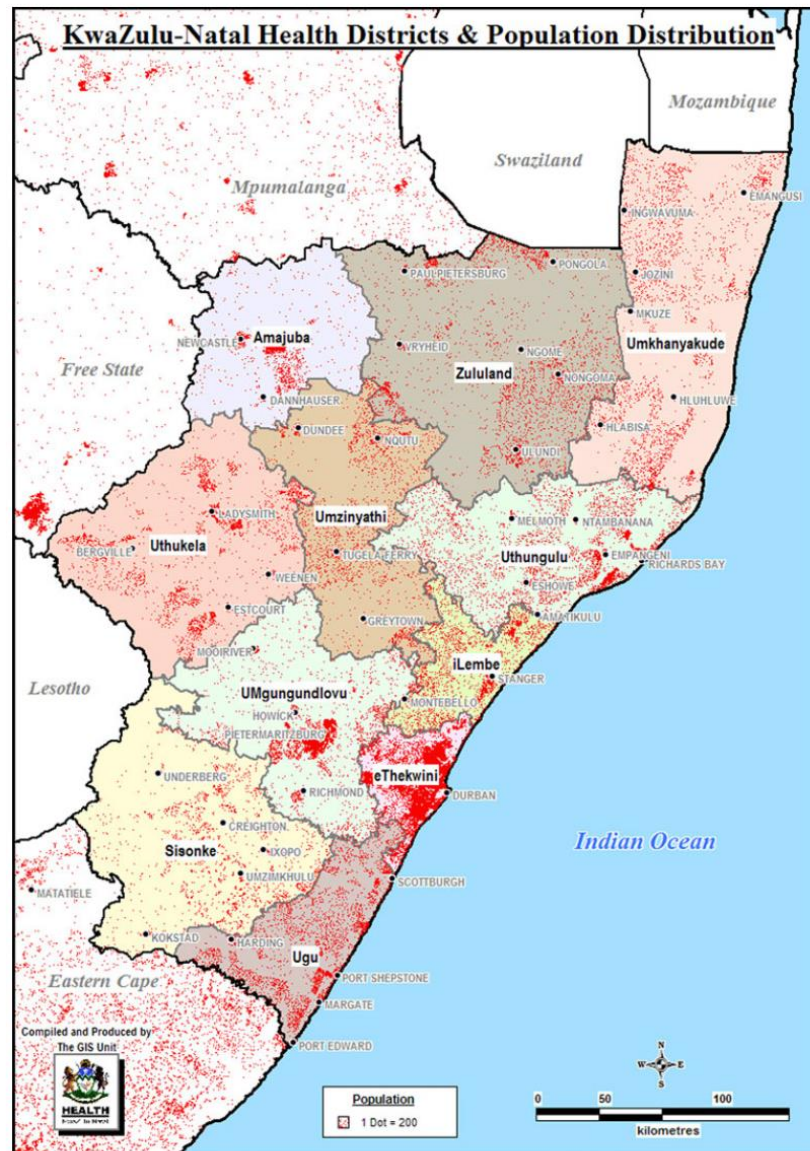 KwaZulu-Natal Health Districts & Population Distribution
Mozambique
Swaziland
Mpumalanga
EMANGUSI
INGWAVUMA
PONGOLA
PAULPIETERSBURG
JOZINI
MKUZE
NEWCASTLE
Amajuba
VRYHEID
NGOME
Umkhanyakude
Free State
Zululand
NONGOMA
DANNHAUSER
HLUHLUWE
DUNDEE
NQUTU
HLABISA
ULUNDI
LADYSMITH
Umzinyathi
MELMOTH
NTAMBANANA
BERGVILLE
Uthukela
TUGELA FERRY
Uthungulu
EMPANGENI
RICHARDS BAY
WEENEN
ESHOWE
ESTCOURT
GREYTOWN
AMATIKULU
MOOIRIVER
iLembe
Lesotho
UMgungundlovu
STANGER
HOWICK
MONTEBELLO
PIETERMARITZBURG
UNDERBERG
eThekwini
RICHMOND
DURBAN
CREIGHTON
Indian Ocean
Sisonke
IXOPO
UMZIMKHULU
SCOTTBURGH
MATATIELE
KOKSTAD
HARDING
Ugu
Eastern Cape
PORT SHEPSTONE
MARGATE
Compiled and Produced by:
The GIS Unit
PORT EDWARD
HEALTH
N
W E
S
Population
1 Dot = 200
0 50 100
kilometres